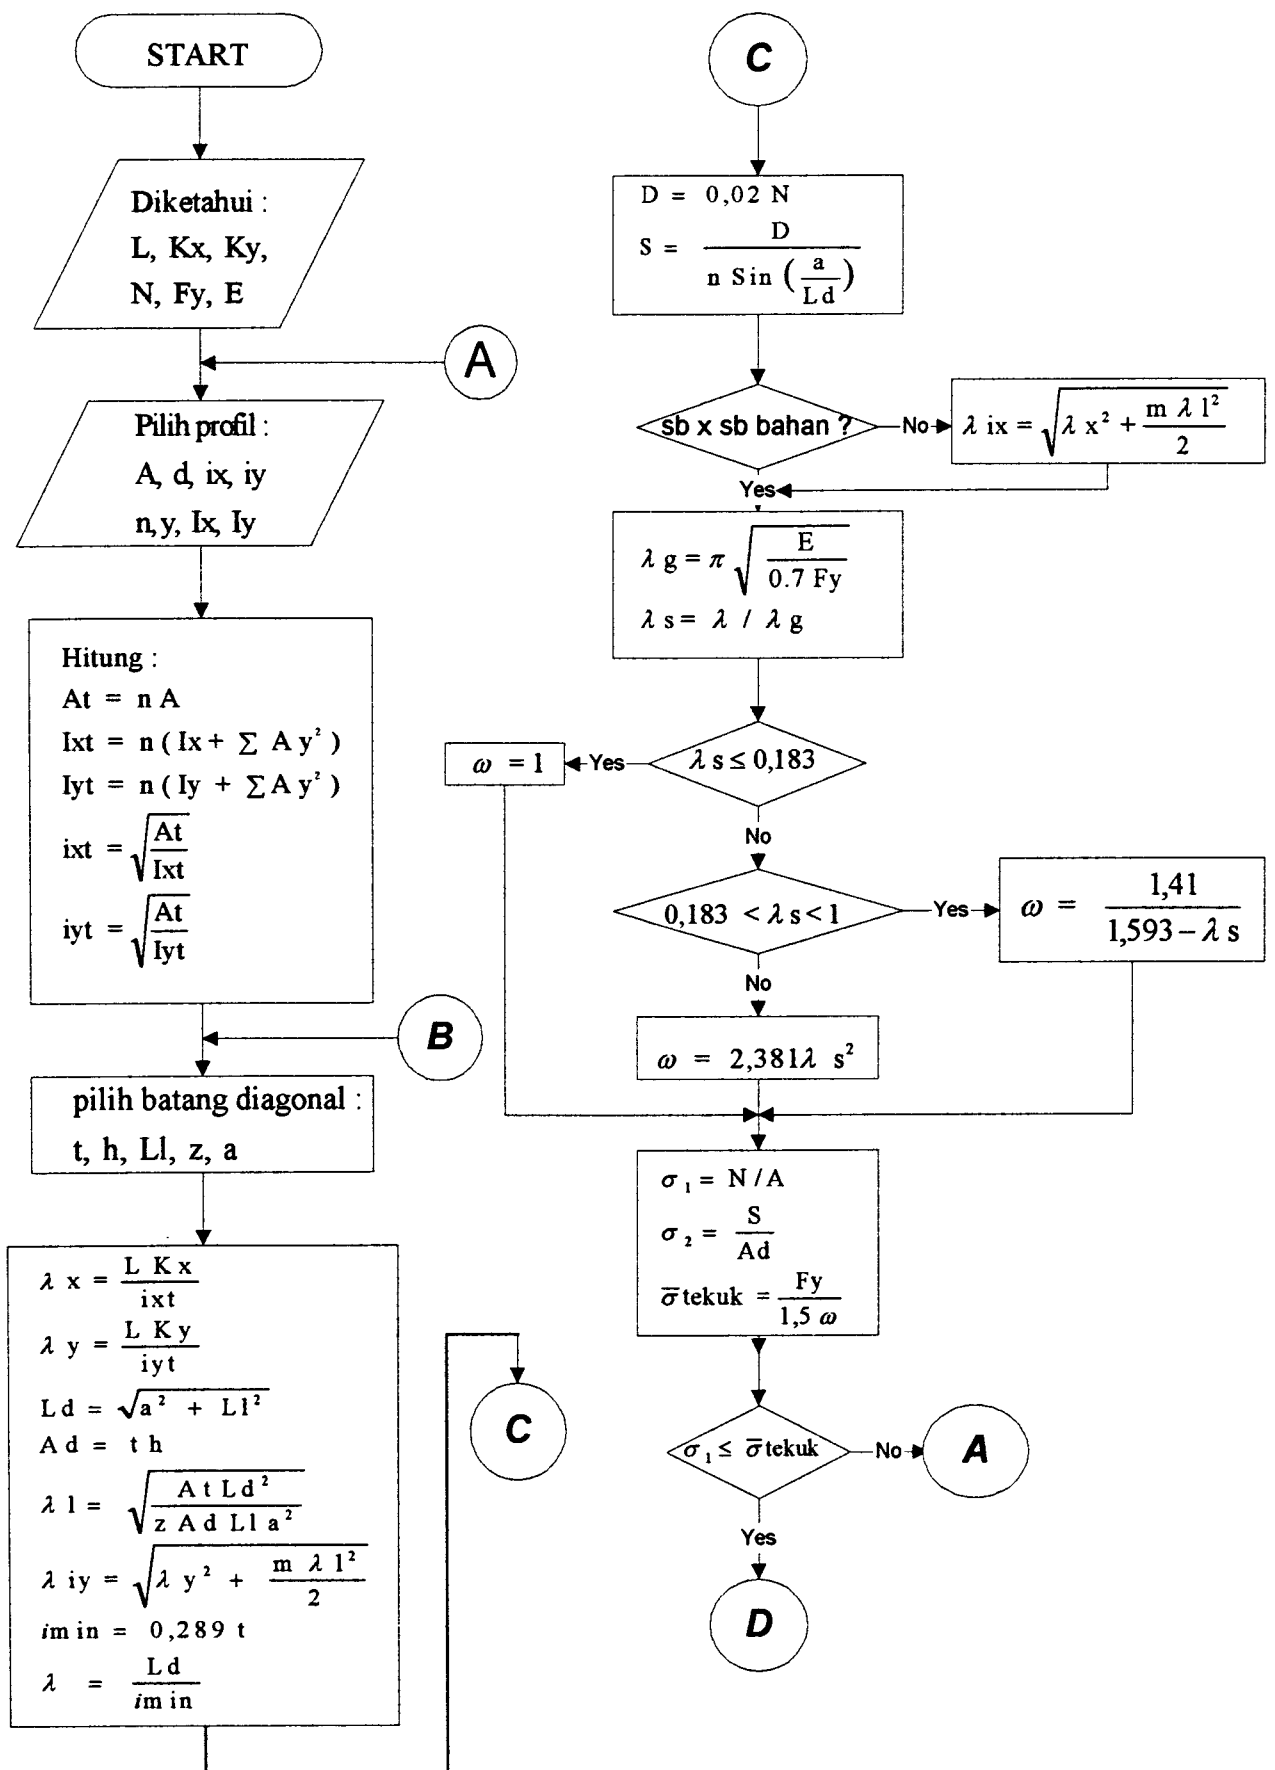 START
Diketahui :
L, Kx, Ky,
N, Fy, E
A
Pilih profil :
A, d, ix, iy
n,y, Ix, Iy
Hitung :
At = n A
Ixt = n ( Ix + ∑ A y² )
Iyt = n ( Iy + ∑ A y² )
ixt = √(At / Ixt)
iyt = √(At / Iyt)
B
pilih batang diagonal :
t, h, Ll, z, a
λ x = L Kx / ixt
λ y = L Ky / iyt
Ld = √(a² + Ll²)
Ad = t h
λ l = √(At Ld² / z Ad Ll a²)
λ iy = √(λ y² + m λ l² / 2)
imin = 0,289 t
λ = Ld / imin
C
C
D = 0,02 N
S = D / n Sin (a / Ld)
sb x sb bahan ?
No
λ ix = √(λ x² + m λ l² / 2)
Yes
λ g = π √(E / 0.7 Fy)
λ s = λ / λ g
λ s ≤ 0,183
Yes
ω = 1
No
0,183 < λ s < 1
Yes
ω = 1,41 / 1,593 − λ s
No
ω = 2,381λ s²
σ ₁ = N / A
σ ₂ = S / Ad
σ̅ tekuk = Fy / 1,5 ω
σ ₁ ≤ σ̅ tekuk
No
A
Yes
D